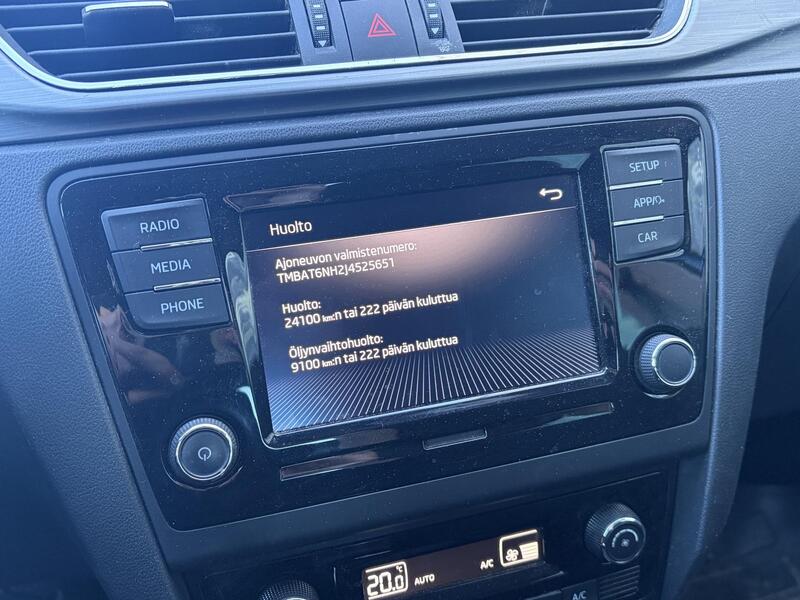 RADIO
MEDIA
PHONE
SETUP
APP/
CAR
Huolto
Ajoneuvon valmistenumero:
TMBAT6NH2J4525651
Huolto:
24100 km:n tai 222 päivän kuluttua
Öljynvaihtohuolto:
9100 km:n tai 222 päivän kuluttua
20.0 °C AUTO A/C
A/C